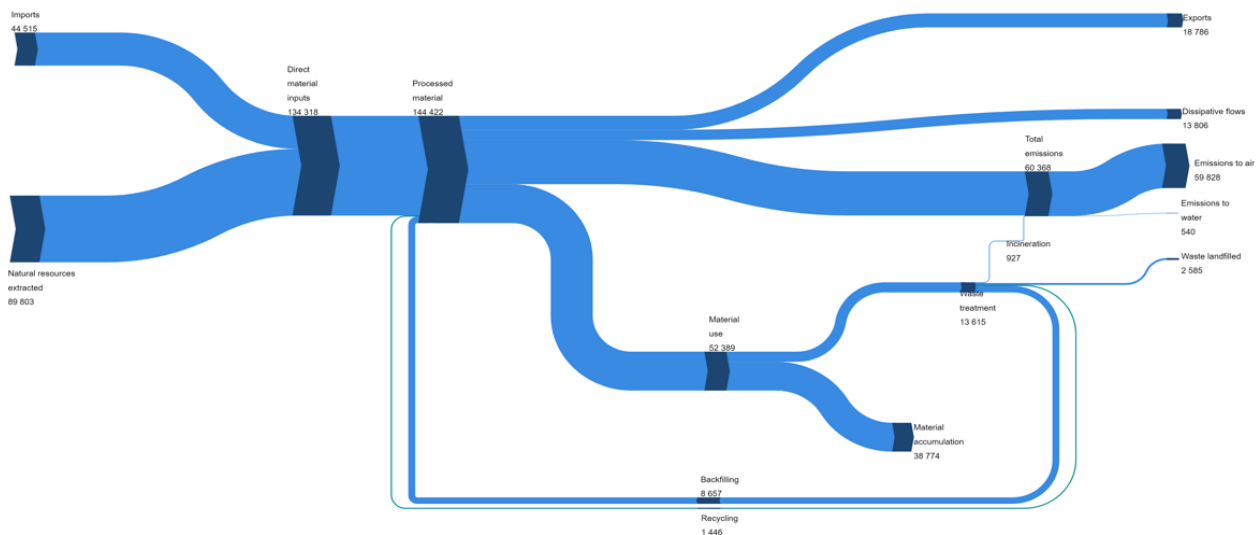 Imports
44 515
Natural resources
extracted
89 803
Direct
material
inputs
134 318
Processed
material
144 422
Exports
18 786
Dissipative flows
13 806
Total
emissions
60 368
Emissions to air
59 828
Emissions to
water
540
Incineration
927
Waste landfilled
2 585
Waste
treatment
13 615
Material
use
52 389
Material
accumulation
38 774
Backfilling
8 657
Recycling
1 446